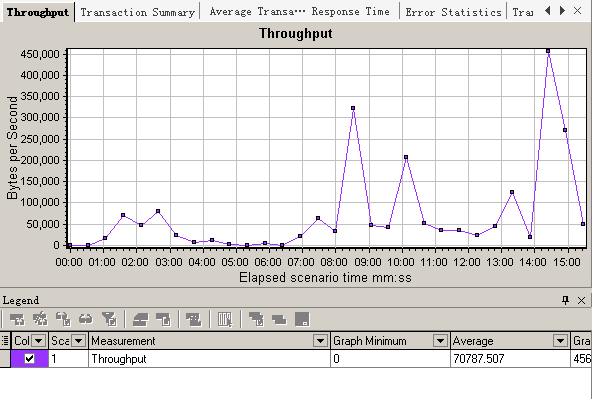 Throughput Transaction Summary Average Transa… Response Time Error Statistics Tra
Throughput
450,000
400,000
350,000
300,000
250,000
200,000
150,000
100,000
50,000
0
Bytes per Second
00:00 01:00 02:00 03:00 04:00 05:00 06:00 07:00 08:00 09:00 10:00 11:00 12:00 13:00 14:00 15:00
Elapsed scenario time mm:ss
Legend
Col Sca Measurement Graph Minimum Average Gra
1 Throughput 0 70787.507 456